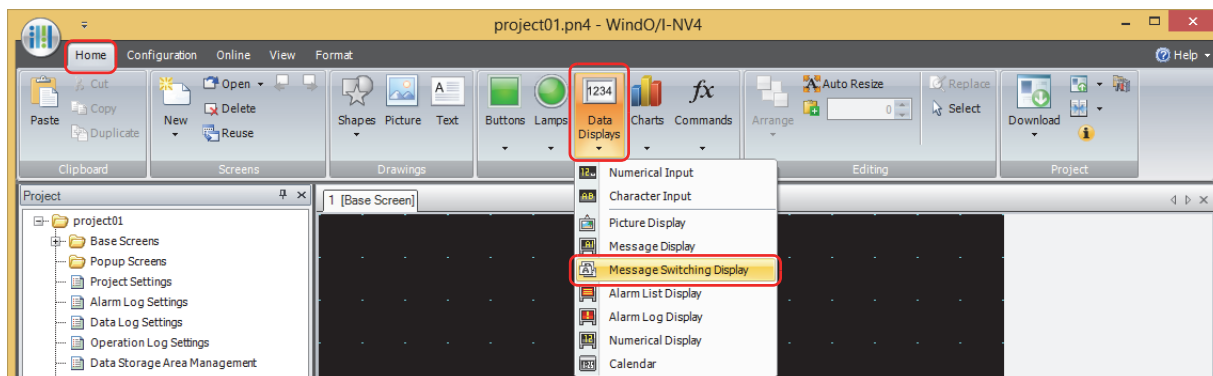 project01.pn4 - WindO/I-NV4
Home Configuration Online View Format Help
Cut
Copy
Duplicate
Paste
Clipboard
New
Open
Delete
Reuse
Screens
Shapes Picture Text
Drawings
Buttons Lamps
1234
Data
Displays
Charts
fx
Commands
Arrange
Auto Resize
0
Replace
Select
Editing
Download
Project
Numerical Input
Character Input
Picture Display
Message Display
Message Switching Display
Alarm List Display
Alarm Log Display
Numerical Display
Calendar
Project
project01
Base Screens
Popup Screens
Project Settings
Alarm Log Settings
Data Log Settings
Operation Log Settings
Data Storage Area Management
1 [Base Screen]